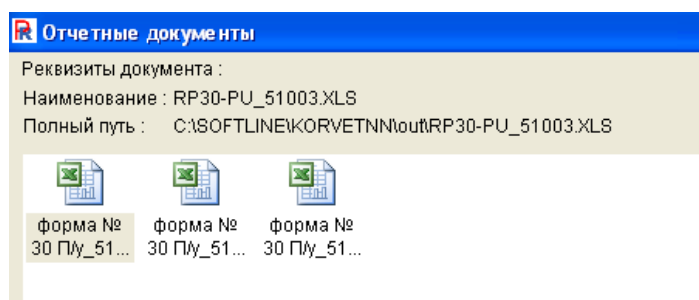 Отчетные документы
Реквизиты документа :
Наименование : RP30-PU_51003.XLS
Полный путь : C:\SOFTLINE\KORVETNN\out\RP30-PU_51003.XLS
форма № форма № форма №
30 П/у_51... 30 П/у_51... 30 П/у_51...